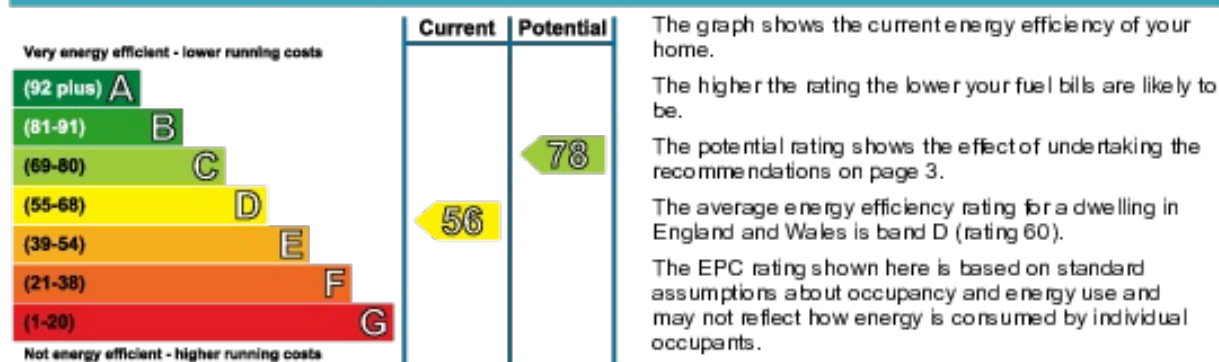 Current Potential
Very energy efficient - lower running costs
(92 plus) A
(81-91) B
(69-80) C
(55-68) D
(39-54) E
(21-38) F
(1-20) G
Not energy efficient - higher running costs
56
78
The graph shows the current energy efficiency of your
home.
The higher the rating the lower your fuel bills are likely to
be.
The potential rating shows the effect of undertaking the
recommendations on page 3.
The average energy efficiency rating for a dwelling in
England and Wales is band D (rating 60).
The EPC rating shown here is based on standard
assumptions about occupancy and energy use and
may not reflect how energy is consumed by individual
occupants.